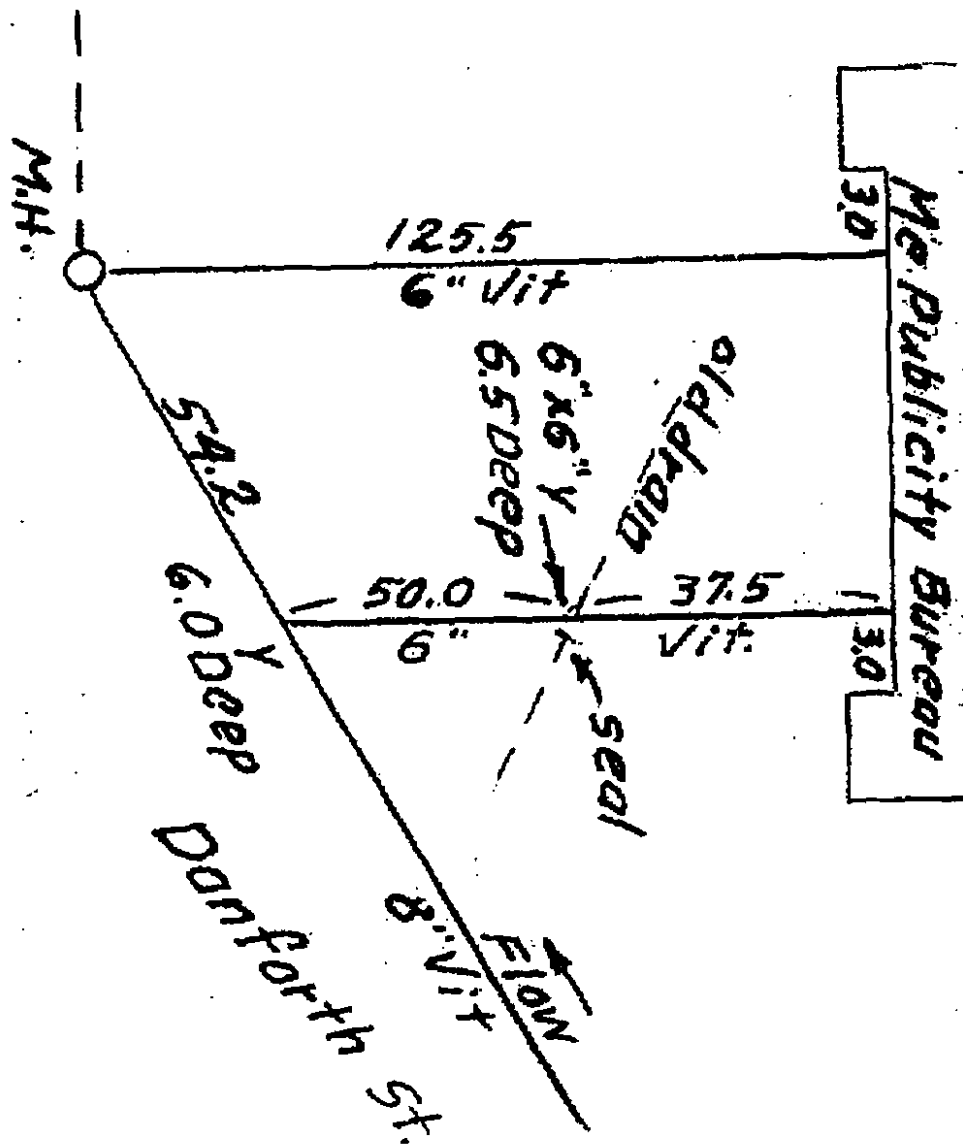 Me. Publicity Bureau
3.0
3.0
125.5
6" Vit
M.H.
old drain
6"x6" Y
6.5 Deep
50.0
37.5
6"
Vit.
seal
54.2
Y
6.0 Deep
8" Vit
Flow
Danforth St.